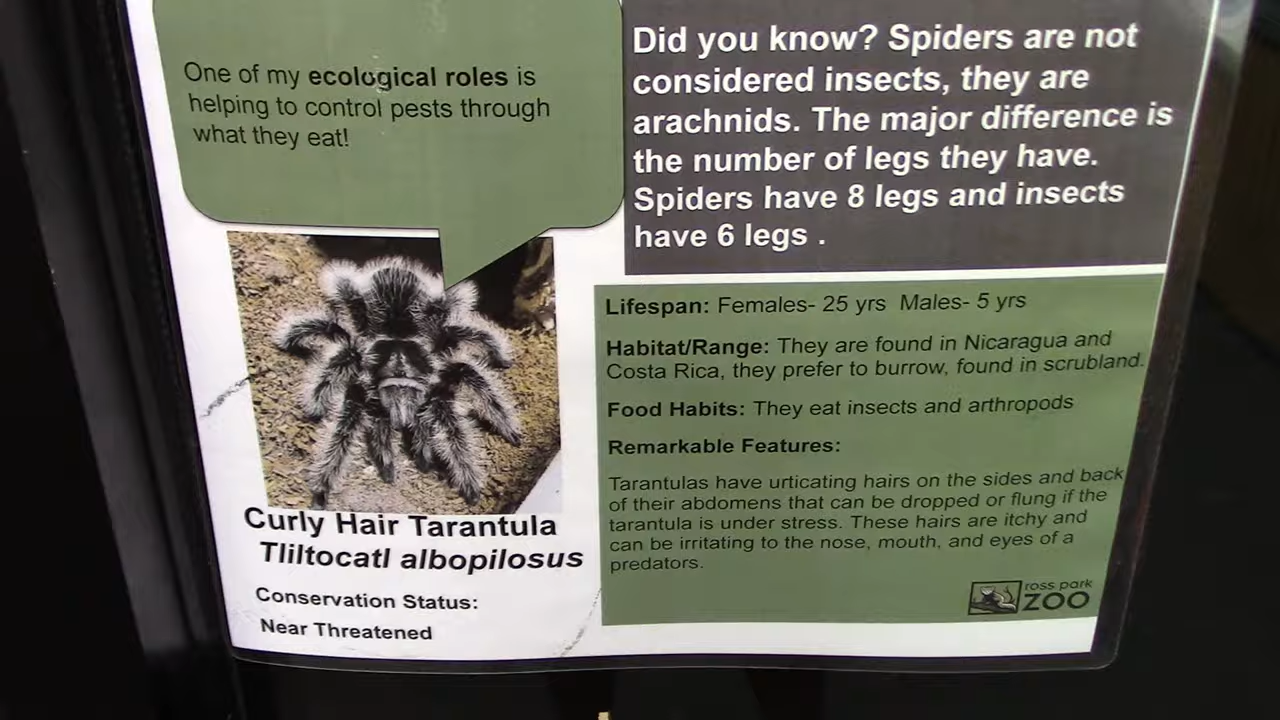 One of my ecological roles is
helping to control pests through
what they eat!
Did you know? Spiders are not
considered insects, they are
arachnids. The major difference is
the number of legs they have.
Spiders have 8 legs and insects
have 6 legs .
Curly Hair Tarantula
Tliltocatl albopilosus
Conservation Status:
Near Threatened
Lifespan: Females- 25 yrs Males- 5 yrs
Habitat/Range: They are found in Nicaragua and
Costa Rica, they prefer to burrow, found in scrubland.
Food Habits: They eat insects and arthropods
Remarkable Features:
Tarantulas have urticating hairs on the sides and back
of their abdomens that can be dropped or flung if the
tarantula is under stress. These hairs are itchy and
can be irritating to the nose, mouth, and eyes of a
predators.
ross park
ZOO